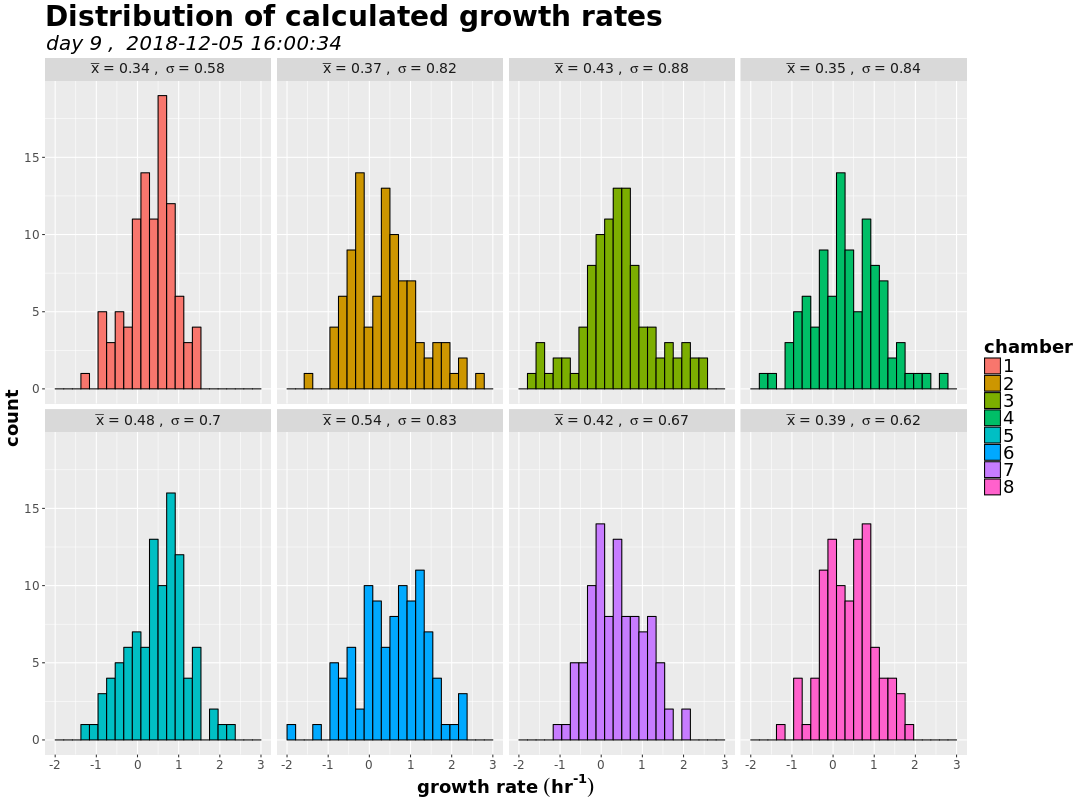 Distribution of calculated growth rates
day 9 ,  2018-12-05 16:00:34
x̅ = 0.34 ,  σ = 0.58
x̅ = 0.37 ,  σ = 0.82
x̅ = 0.43 ,  σ = 0.88
x̅ = 0.35 ,  σ = 0.84
15
10
5
0
x̅ = 0.48 ,  σ = 0.7
x̅ = 0.54 ,  σ = 0.83
x̅ = 0.42 ,  σ = 0.67
x̅ = 0.39 ,  σ = 0.62
15
10
5
0
-2 -1 0 1 2 3
-2 -1 0 1 2 3
-2 -1 0 1 2 3
-2 -1 0 1 2 3
count
growth rate (hr⁻¹)
chamber
1
2
3
4
5
6
7
8